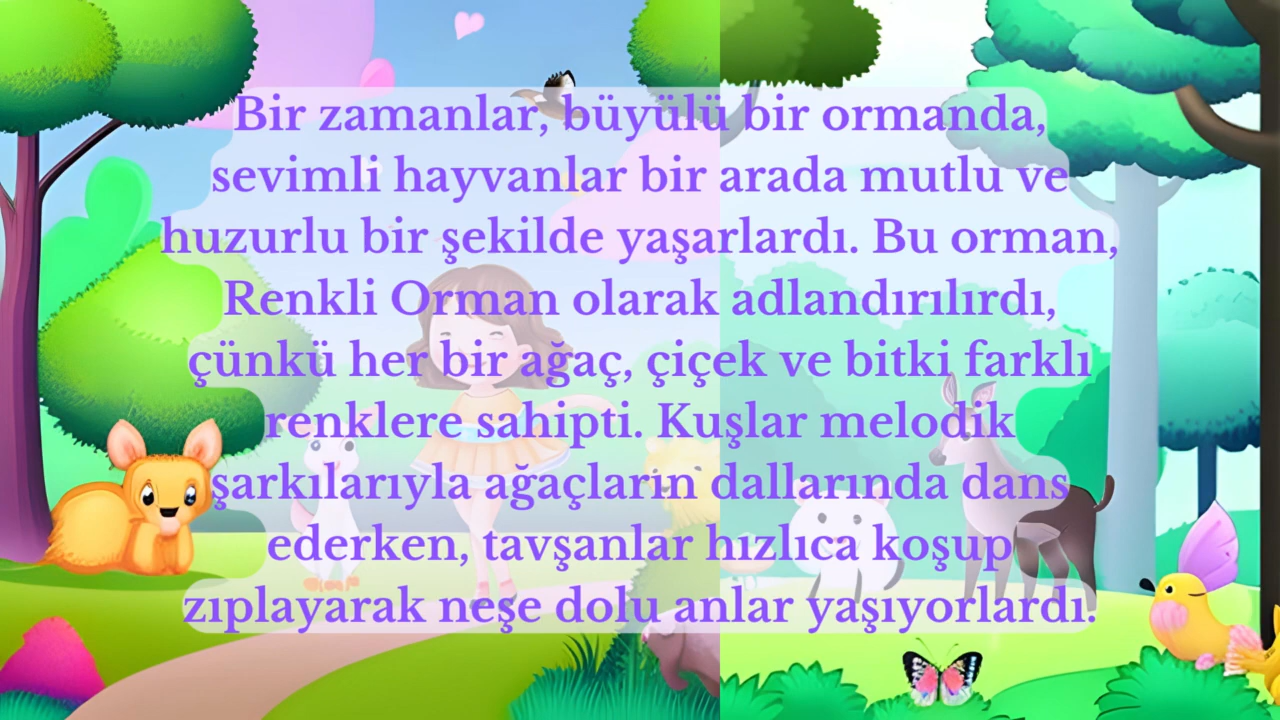 Bir zamanlar, büyülü bir ormanda,
sevimli hayvanlar bir arada mutlu ve
huzurlu bir şekilde yaşarlardı. Bu orman,
Renkli Orman olarak adlandırılırdı,
çünkü her bir ağaç, çiçek ve bitki farklı
renklere sahipti. Kuşlar melodik
şarkılarıyla ağaçların dallarında dans
ederken, tavşanlar hızlıca koşup
zıplayarak neşe dolu anlar yaşıyorlardı.